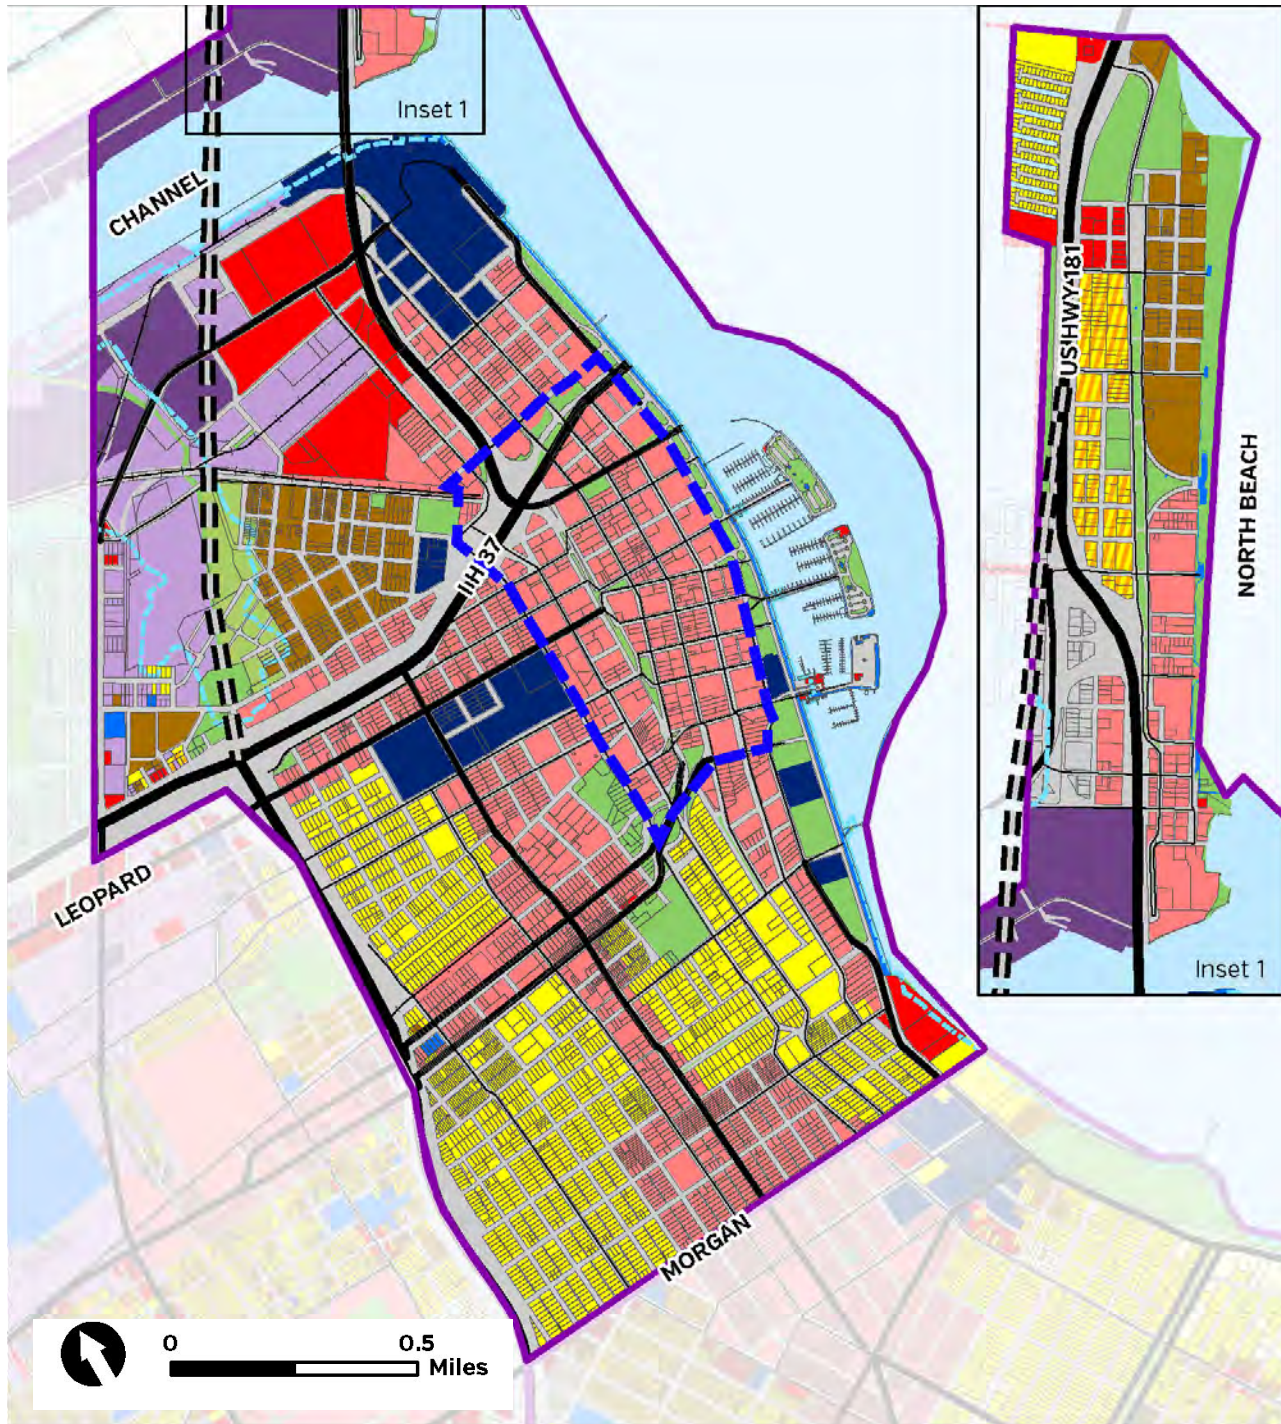 Inset 1
CHANNEL
US HWY 181
NORTH BEACH
IH 37
LEOPARD
Inset 1
MORGAN
0 0.5
Miles